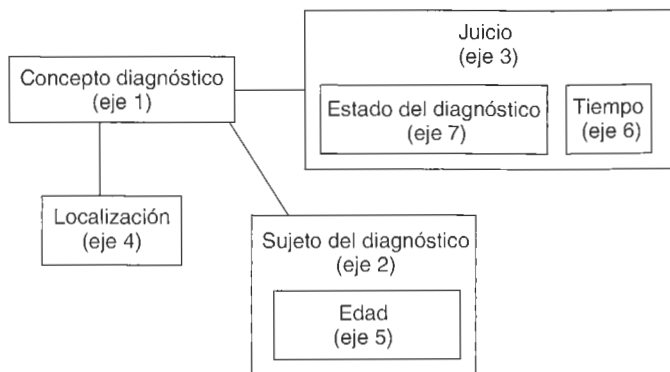 Concepto diagnóstico
(eje 1)
Juicio
(eje 3)
Estado del diagnóstico
(eje 7)
Tiempo
(eje 6)
Localización
(eje 4)
Sujeto del diagnóstico
(eje 2)
Edad
(eje 5)